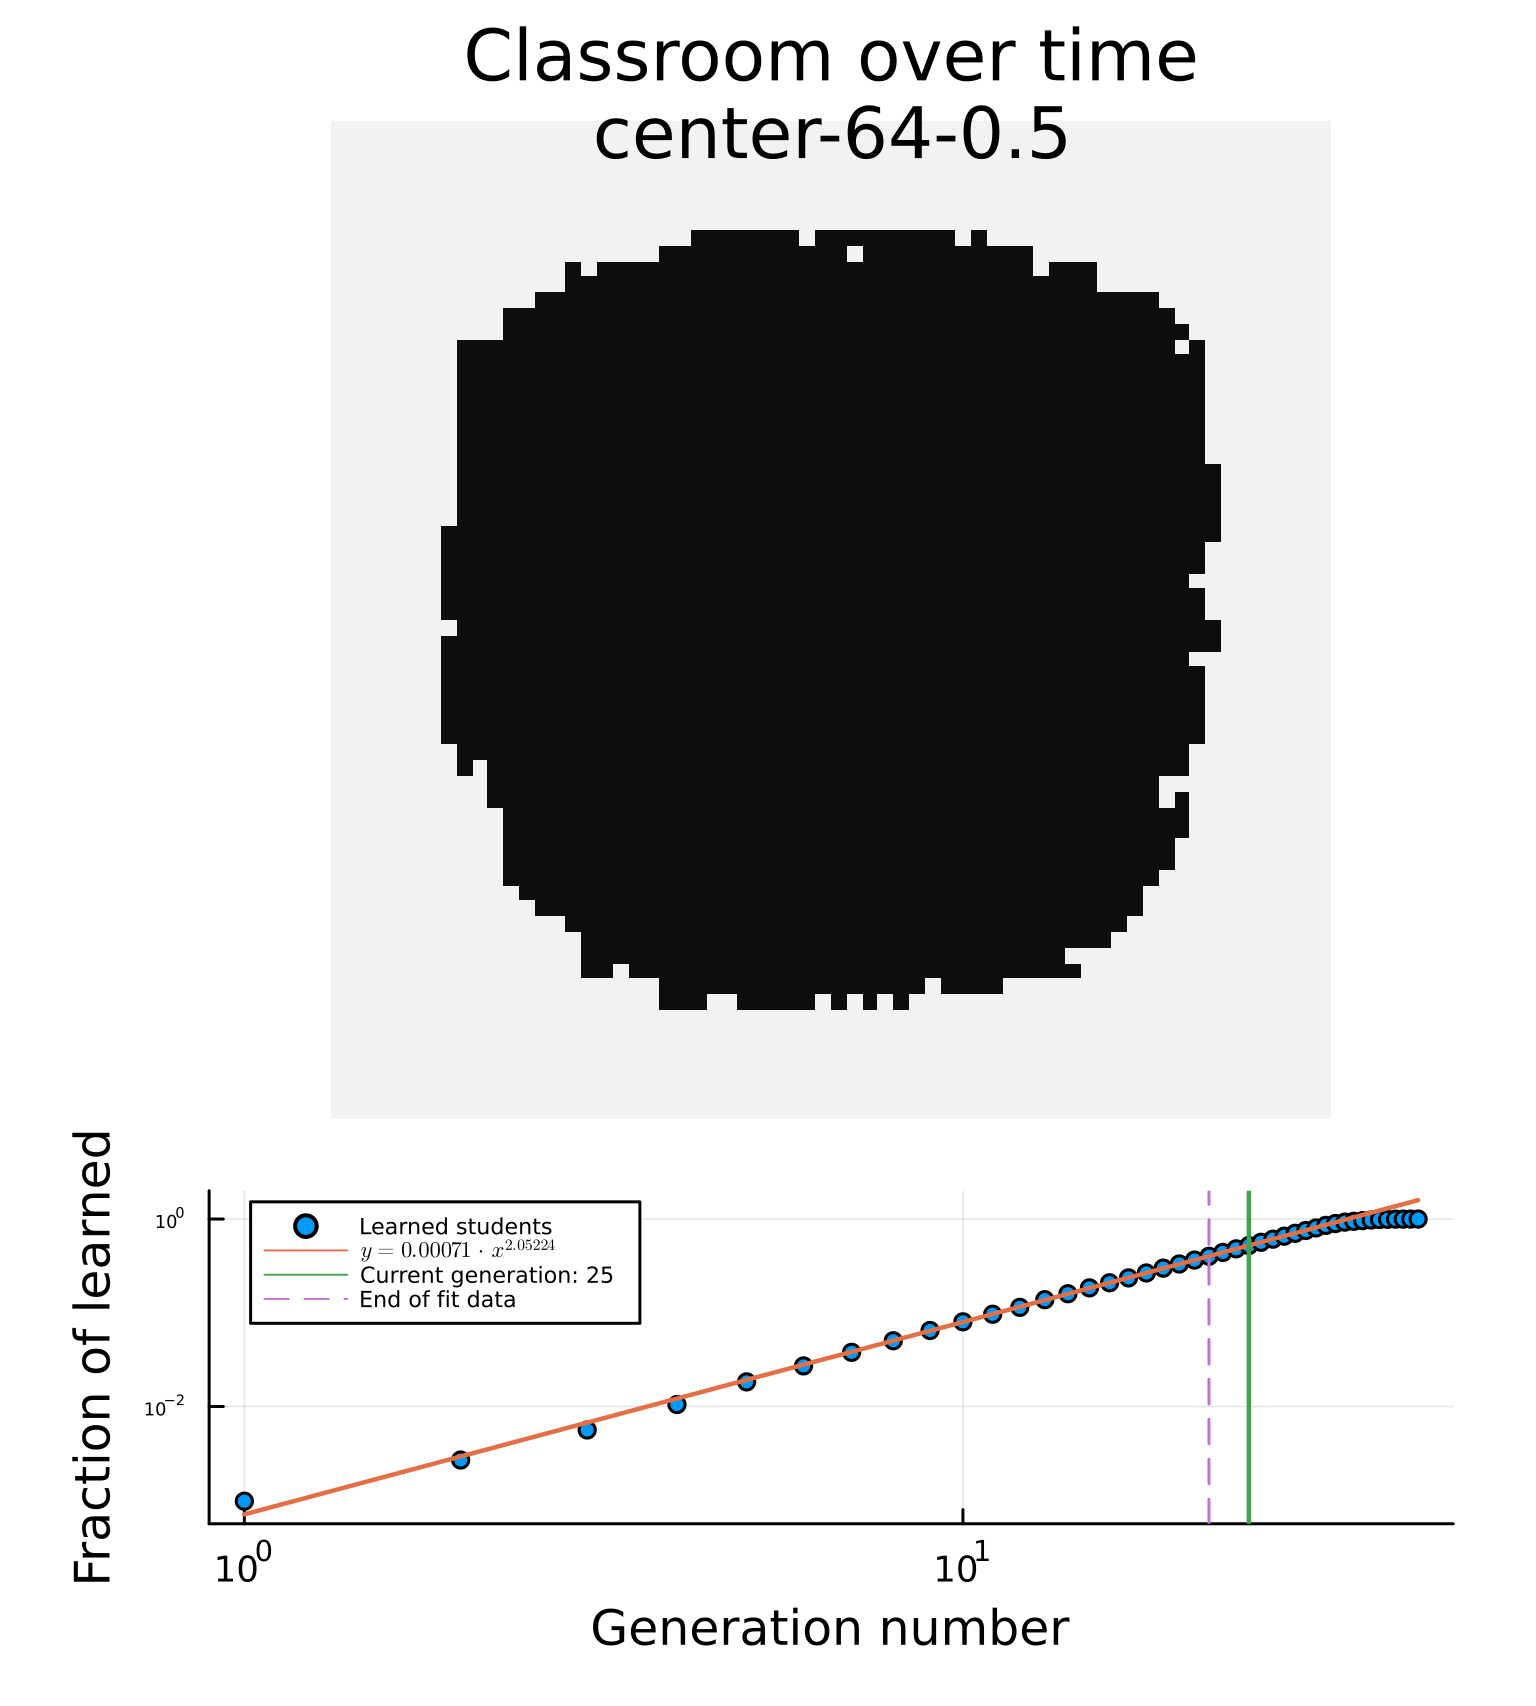 Classroom over time
center-64-0.5
Fraction of learned
10⁰
10⁻²
Learned students
y = 0.00071 · x^2.05224
Current generation: 25
End of fit data
10⁰
10¹
Generation number